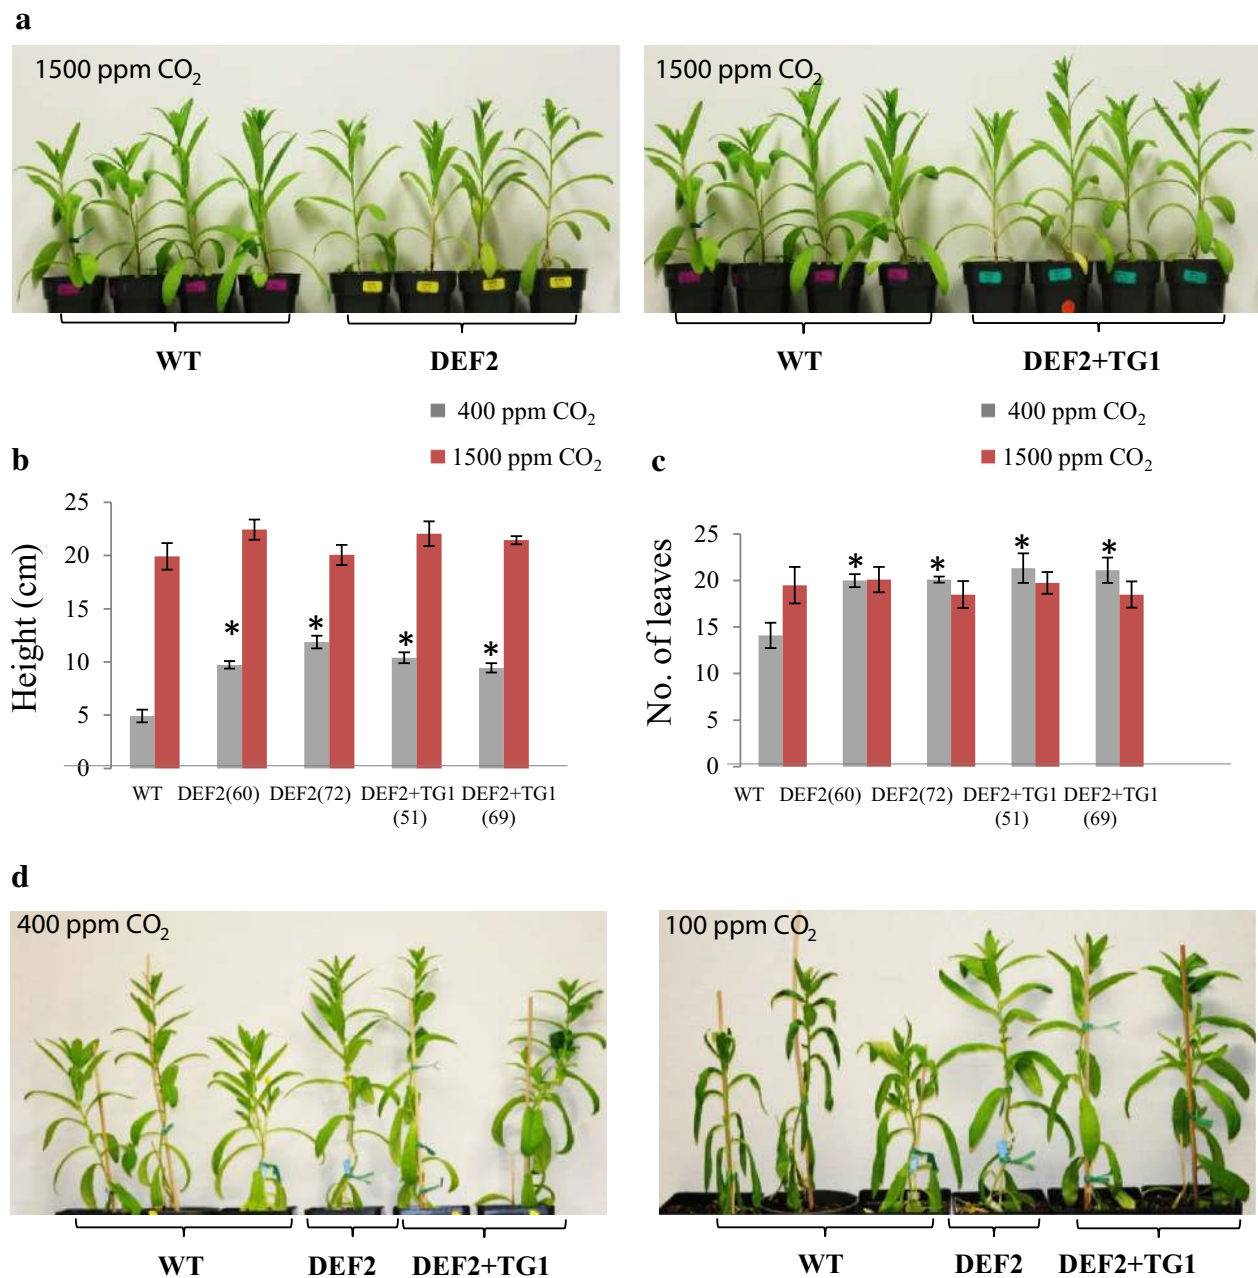 a
1500 ppm CO₂
1500 ppm CO₂
WT
DEF2
WT
DEF2+TG1
400 ppm CO₂
1500 ppm CO₂
400 ppm CO₂
1500 ppm CO₂
b
Height (cm)
25
20
15
10
5
0
* * * *
WT DEF2(60) DEF2(72) DEF2+TG1 (51) DEF2+TG1 (69)
c
No. of leaves
25
20
15
10
5
0
* * * *
WT DEF2(60) DEF2(72) DEF2+TG1 (51) DEF2+TG1 (69)
d
400 ppm CO₂
100 ppm CO₂
WT
DEF2
DEF2+TG1
WT
DEF2
DEF2+TG1